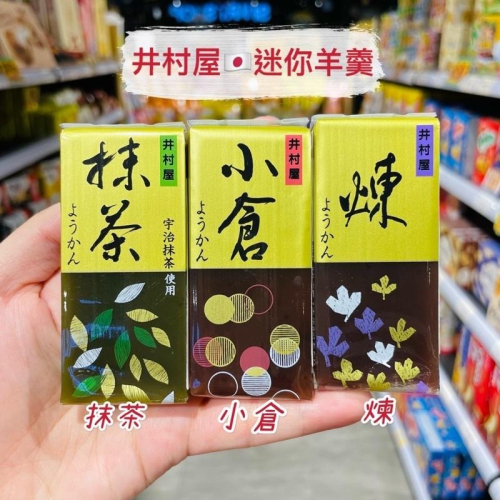 井村屋🇯🇵迷你羊羹
井村屋
抹茶
ようかん
宇治抹茶使用
井村屋
小倉
ようかん
井村屋
煉
ようかん
抹茶
小倉
煉